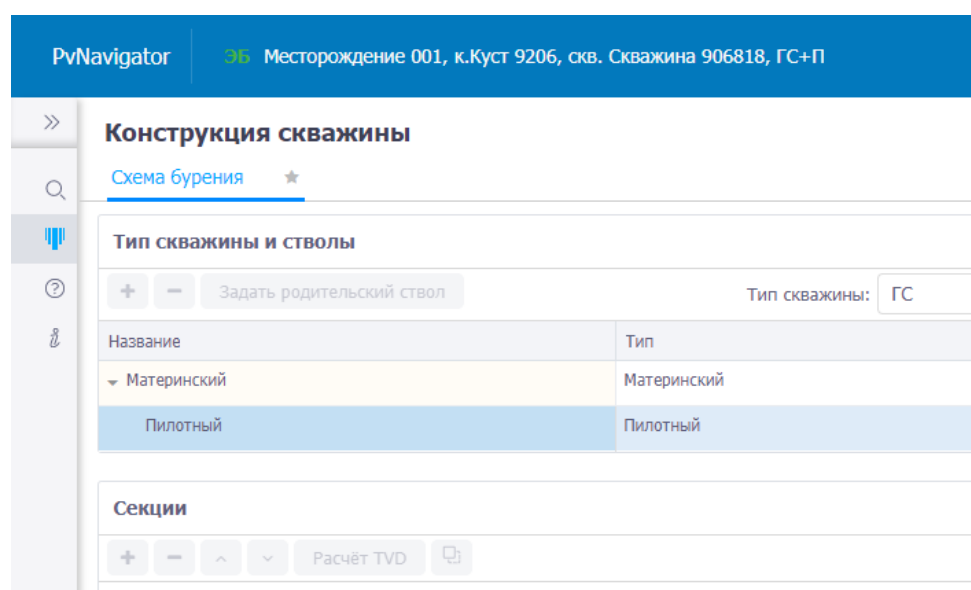 PvNavigator ЭБ Месторождение 001, к.Куст 9206, скв. Скважина 906818, ГС+П
Конструкция скважины
Схема бурения
Тип скважины и стволы
Задать родительский ствол Тип скважины: ГС
Название Тип
Материнский Материнский
Пилотный Пилотный
Секции
Расчёт TVD